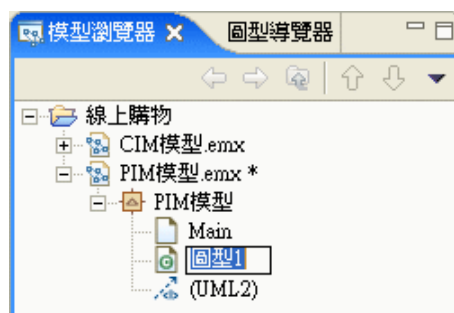 模型瀏覽器 圖型導覽器
線上購物
CIM模型.emx
PIM模型.emx *
PIM模型
Main
圖型1
(UML2)